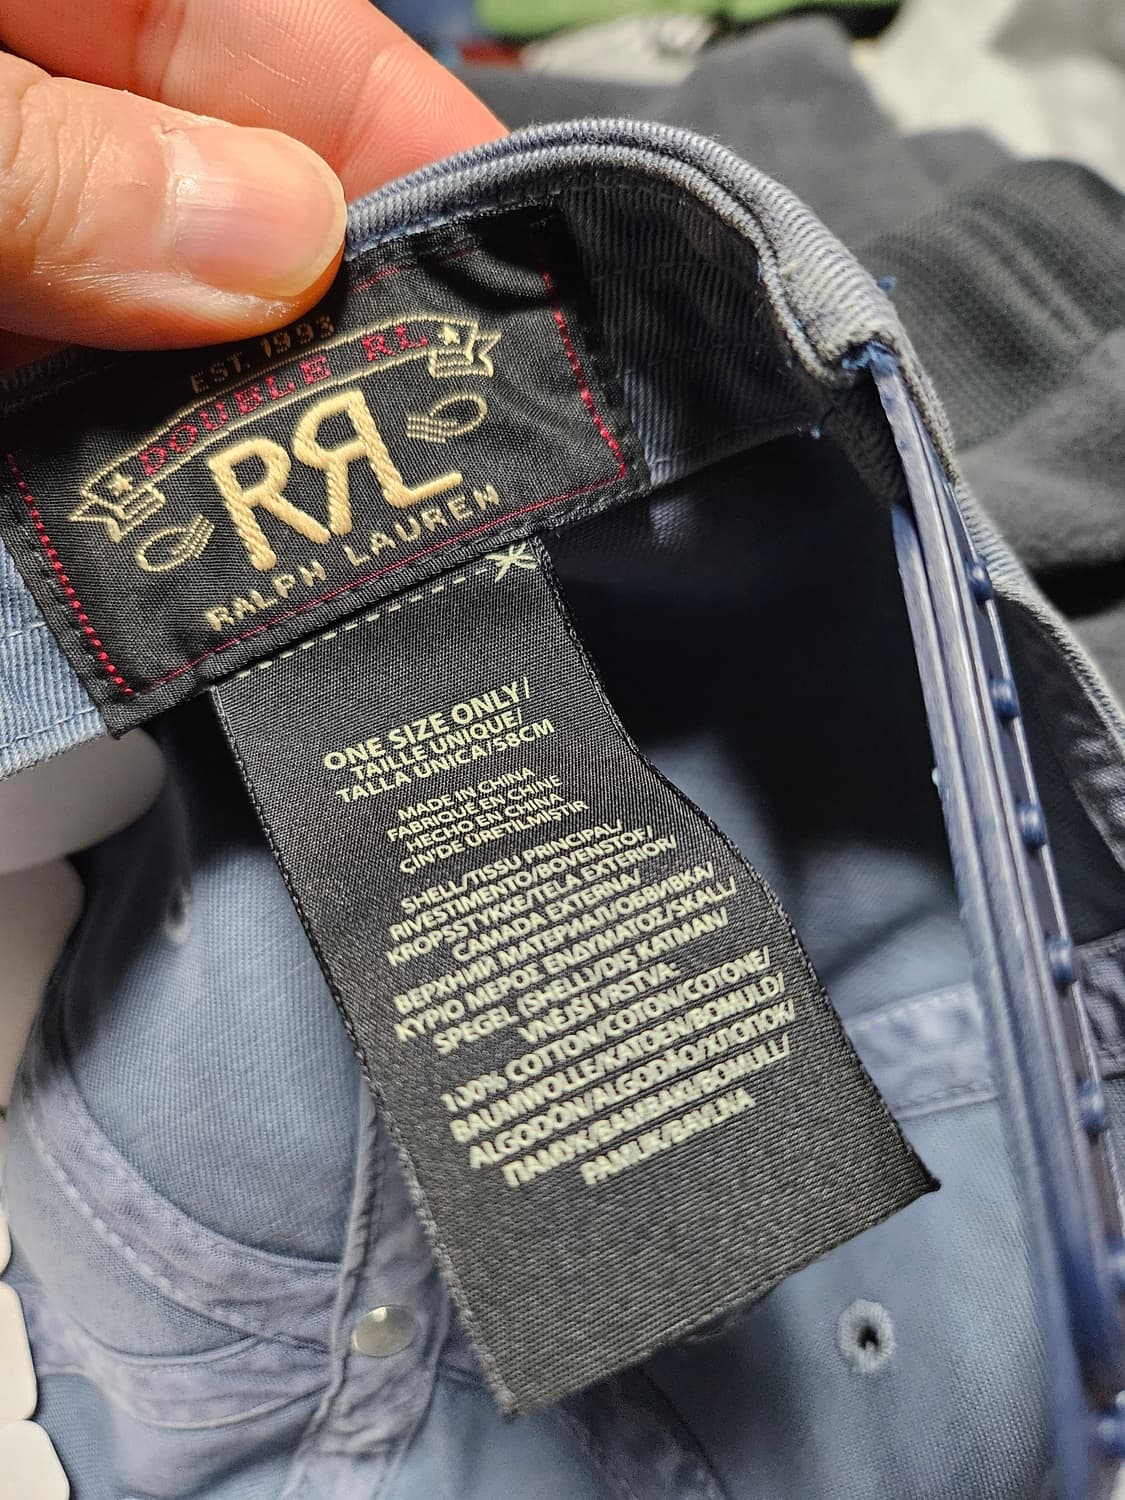 EST. 1993
DOUBLE RL
RRL
RALPH LAUREN
ONE SIZE ONLY/
TAILLE UNIQUE/
TALLA UNICA/58CM
MADE IN CHINA
FABRIQUE EN CHINE
HECHO EN CHINA
ÇIN'DE ÜRETILMISTIR
SHELL/TISSU PRINCIPAL/
RIVESTIMENTO/BOVENSTOF/
KROPSSTYKKE/TELA EXTERIOR/
CAMADA EXTERNA/
ВЕРХНИЙ МАТЕРИАЛ/ОБВИВКА/
ΚΥΡΙΟ ΜΕΡΟΣ ΕΝΔΥΜΑΤΟΣ/SKALL/
SPEGEL (SHELL)/DIŞ KATMAN/
VNĚJŠÍ VRSTVA:
100% COTTON/COTON/COTONE/
BAUMWOLLE/KATOEN/BOMULD/
ALGODÓN/ALGODÃO/ХЛОПОК/
ПАМУК/ΒΑΜΒΑΚΙ/BOMULL/
PAMUK/BAVLNA